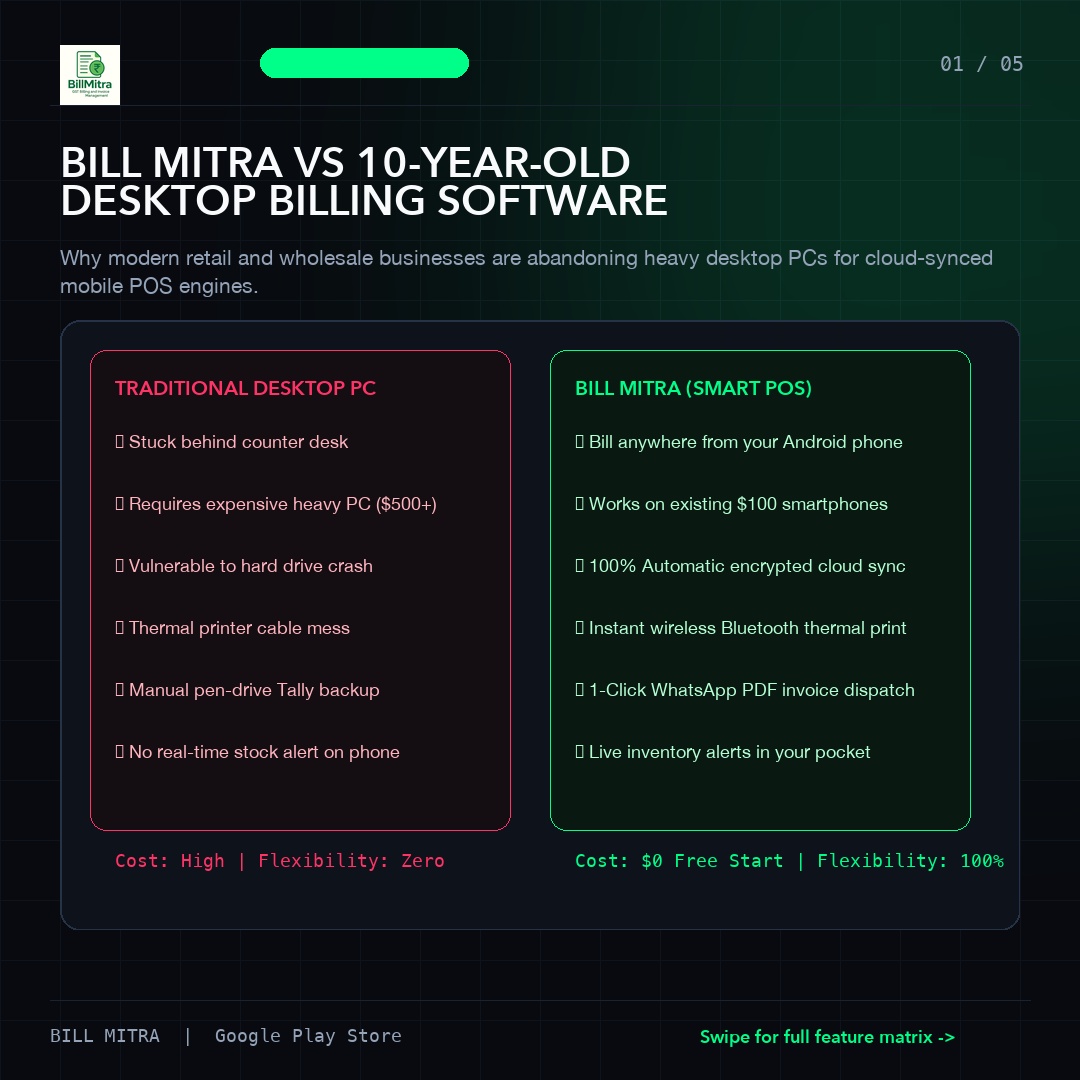 BillMitra
GST Billing and Invoice
Management
01 / 05
BILL MITRA VS 10-YEAR-OLD
DESKTOP BILLING SOFTWARE
Why modern retail and wholesale businesses are abandoning heavy desktop PCs for cloud-synced
mobile POS engines.
TRADITIONAL DESKTOP PC
Stuck behind counter desk
Requires expensive heavy PC ($500+)
Vulnerable to hard drive crash
Thermal printer cable mess
Manual pen-drive Tally backup
No real-time stock alert on phone
Cost: High | Flexibility: Zero
BILL MITRA (SMART POS)
Bill anywhere from your Android phone
Works on existing $100 smartphones
100% Automatic encrypted cloud sync
Instant wireless Bluetooth thermal print
1-Click WhatsApp PDF invoice dispatch
Live inventory alerts in your pocket
Cost: $0 Free Start | Flexibility: 100%
BILL MITRA | Google Play Store
Swipe for full feature matrix ->